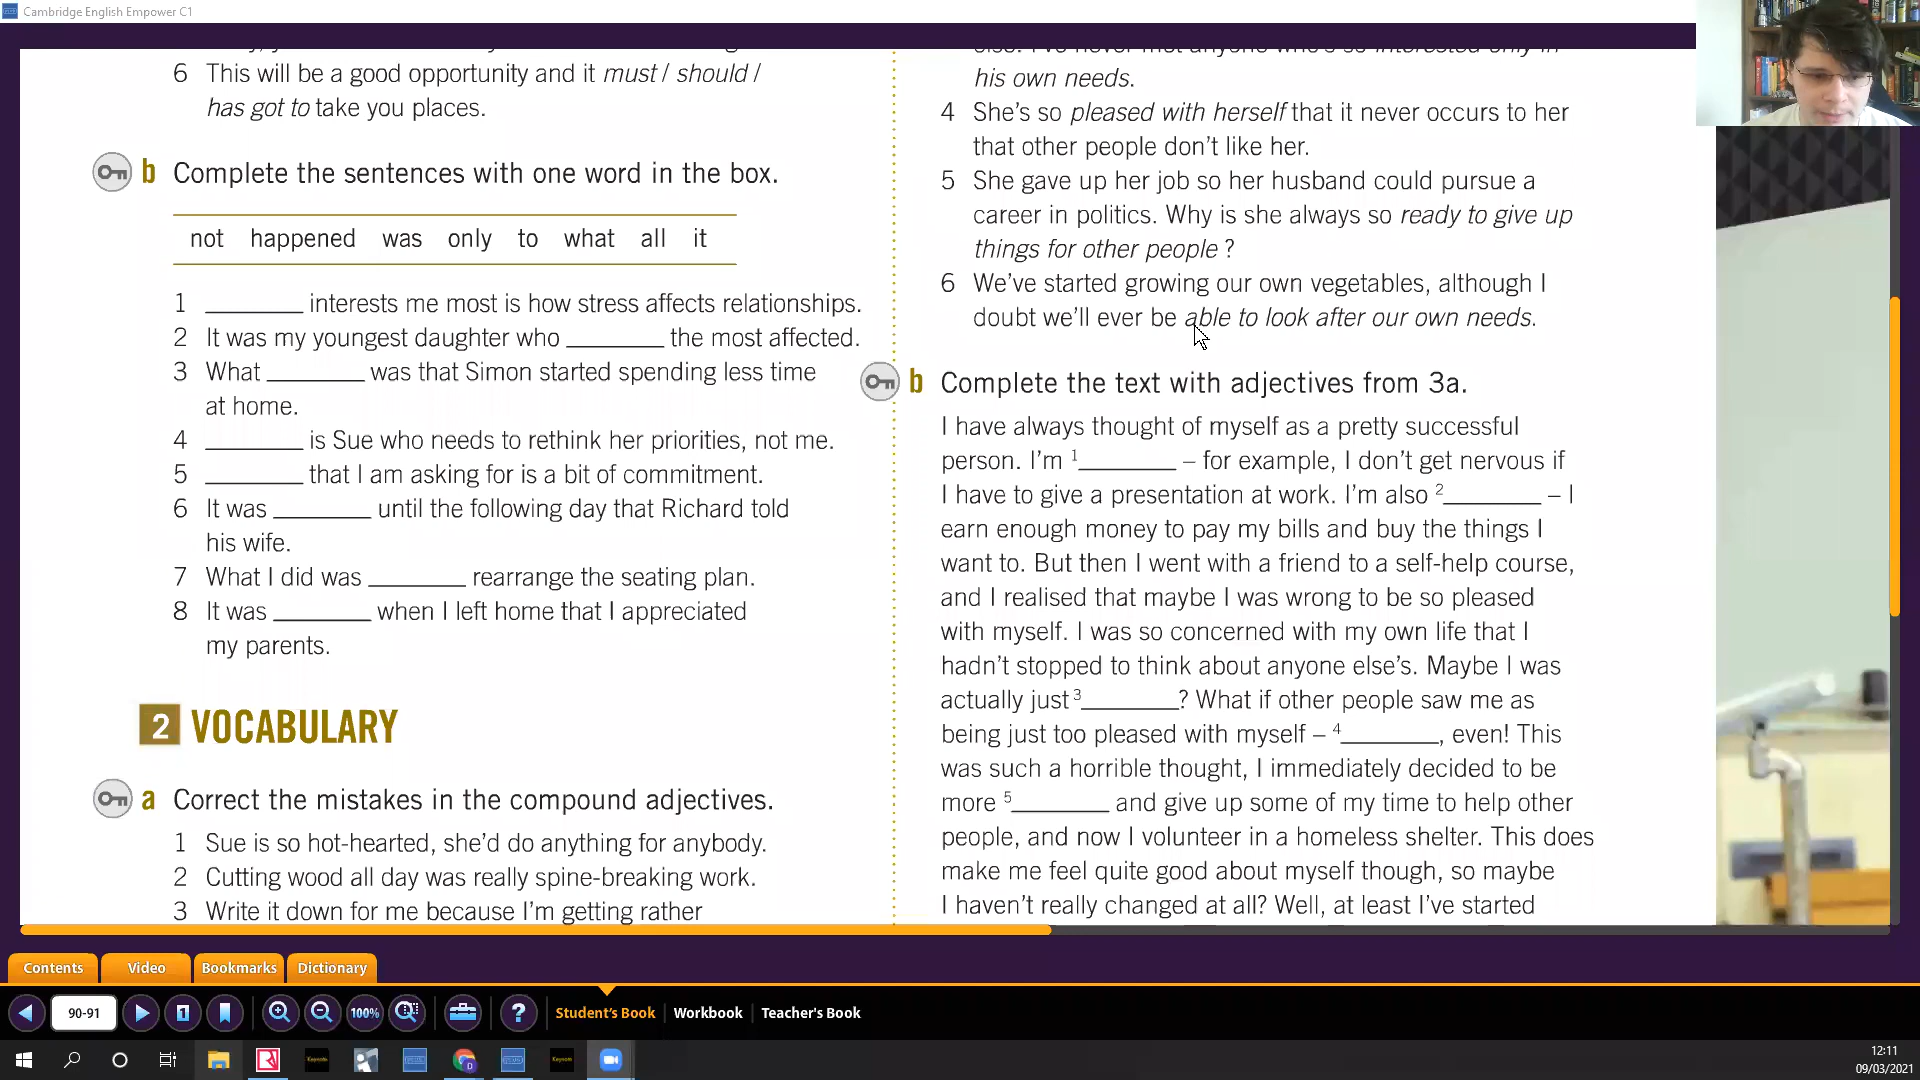 Cambridge English Empower C1
6 This will be a good opportunity and it must / should /
has got to take you places.
b Complete the sentences with one word in the box.
not happened was only to what all it
1 ________ interests me most is how stress affects relationships.
2 It was my youngest daughter who ________ the most affected.
3 What ________ was that Simon started spending less time
at home.
4 ________ is Sue who needs to rethink her priorities, not me.
5 ________ that I am asking for is a bit of commitment.
6 It was ________ until the following day that Richard told
his wife.
7 What I did was ________ rearrange the seating plan.
8 It was ________ when I left home that I appreciated
my parents.
2 VOCABULARY
a Correct the mistakes in the compound adjectives.
1 Sue is so hot-hearted, she'd do anything for anybody.
2 Cutting wood all day was really spine-breaking work.
3 Write it down for me because I'm getting rather
else. I've never met anyone who's so interested only in
his own needs.
4 She's so pleased with herself that it never occurs to her
that other people don't like her.
5 She gave up her job so her husband could pursue a
career in politics. Why is she always so ready to give up
things for other people ?
6 We've started growing our own vegetables, although I
doubt we'll ever be able to look after our own needs.
b Complete the text with adjectives from 3a.
I have always thought of myself as a pretty successful
person. I'm 1________ – for example, I don't get nervous if
I have to give a presentation at work. I'm also 2________ – I
earn enough money to pay my bills and buy the things I
want to. But then I went with a friend to a self-help course,
and I realised that maybe I was wrong to be so pleased
with myself. I was so concerned with my own life that I
hadn't stopped to think about anyone else's. Maybe I was
actually just 3________? What if other people saw me as
being just too pleased with myself – 4________, even! This
was such a horrible thought, I immediately decided to be
more 5________ and give up some of my time to help other
people, and now I volunteer in a homeless shelter. This does
make me feel quite good about myself though, so maybe
I haven't really changed at all? Well, at least I've started
Contents Video Bookmarks Dictionary
90-91 1 100% ? Student's Book Workbook Teacher's Book
12:11
09/03/2021